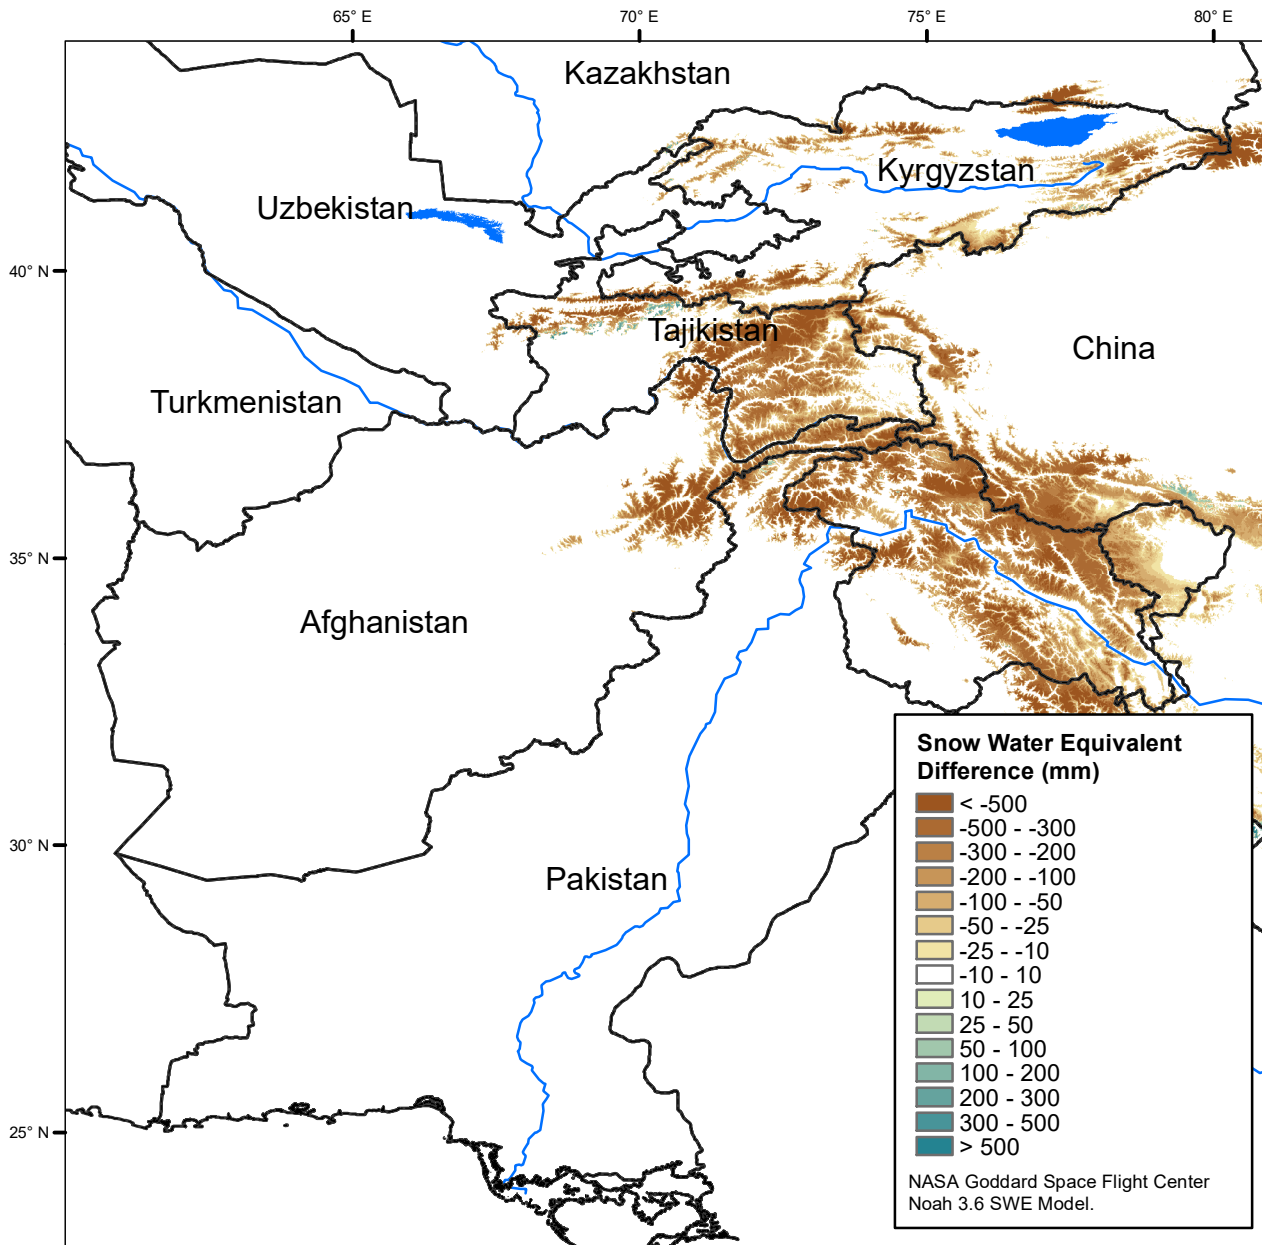 65° E
70° E
75° E
80° E
Kazakhstan
Kyrgyzstan
Uzbekistan
40° N
Tajikistan
China
Turkmenistan
35° N
Afghanistan
30° N
Pakistan
25° N
Snow Water Equivalent
Difference (mm)
< -500
-500 - -300
-300 - -200
-200 - -100
-100 - -50
-50 - -25
-25 - -10
-10 - 10
10 - 25
25 - 50
50 - 100
100 - 200
200 - 300
300 - 500
> 500
NASA Goddard Space Flight Center
Noah 3.6 SWE Model.